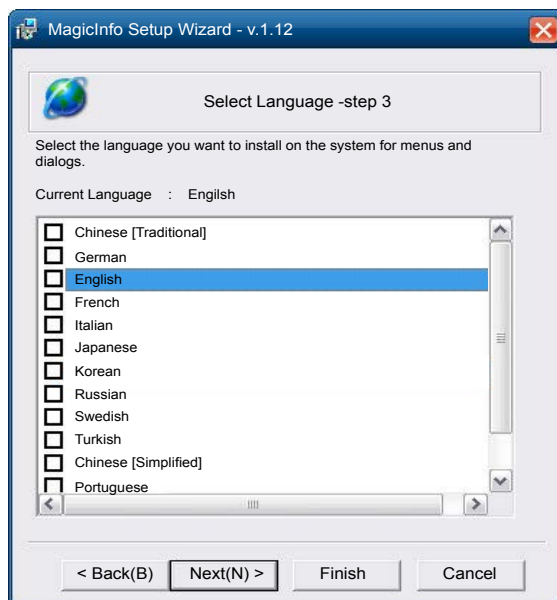 MagicInfo Setup Wizard - v.1.12
Select Language -step 3
Select the language you want to install on the system for menus and
dialogs.
Current Language : Engilsh
Chinese [Traditional]
German
English
French
Italian
Japanese
Korean
Russian
Swedish
Turkish
Chinese [Simplified]
Portuguese
< Back(B) Next(N) > Finish Cancel